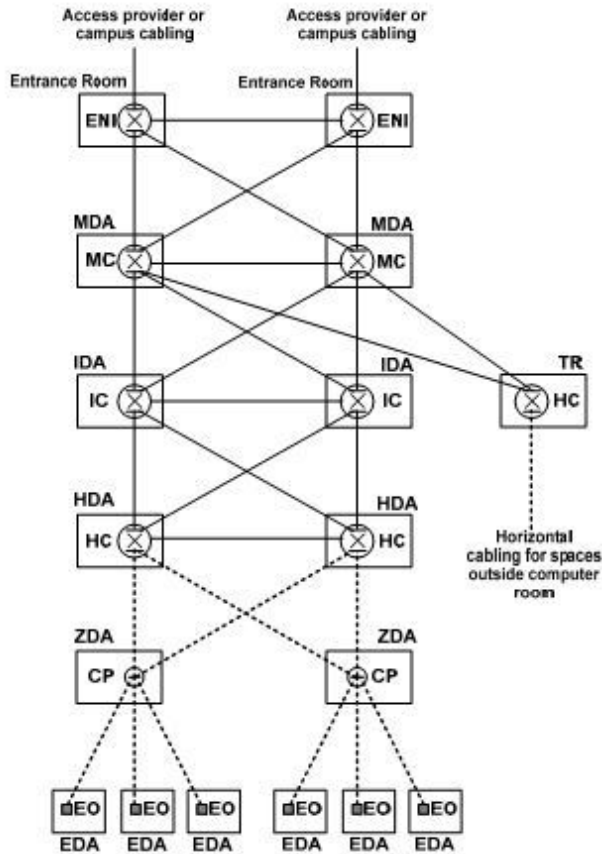 Access provider or
campus cabling
Access provider or
campus cabling
Entrance Room
Entrance Room
ENI
ENI
MDA
MDA
MC
MC
IDA
IDA
TR
IC
IC
HC
HDA
HDA
HC
HC
Horizontal
cabling for spaces
outside computer
room
ZDA
ZDA
CP
CP
EO
EO
EO
EO
EO
EO
EDA
EDA
EDA
EDA
EDA
EDA